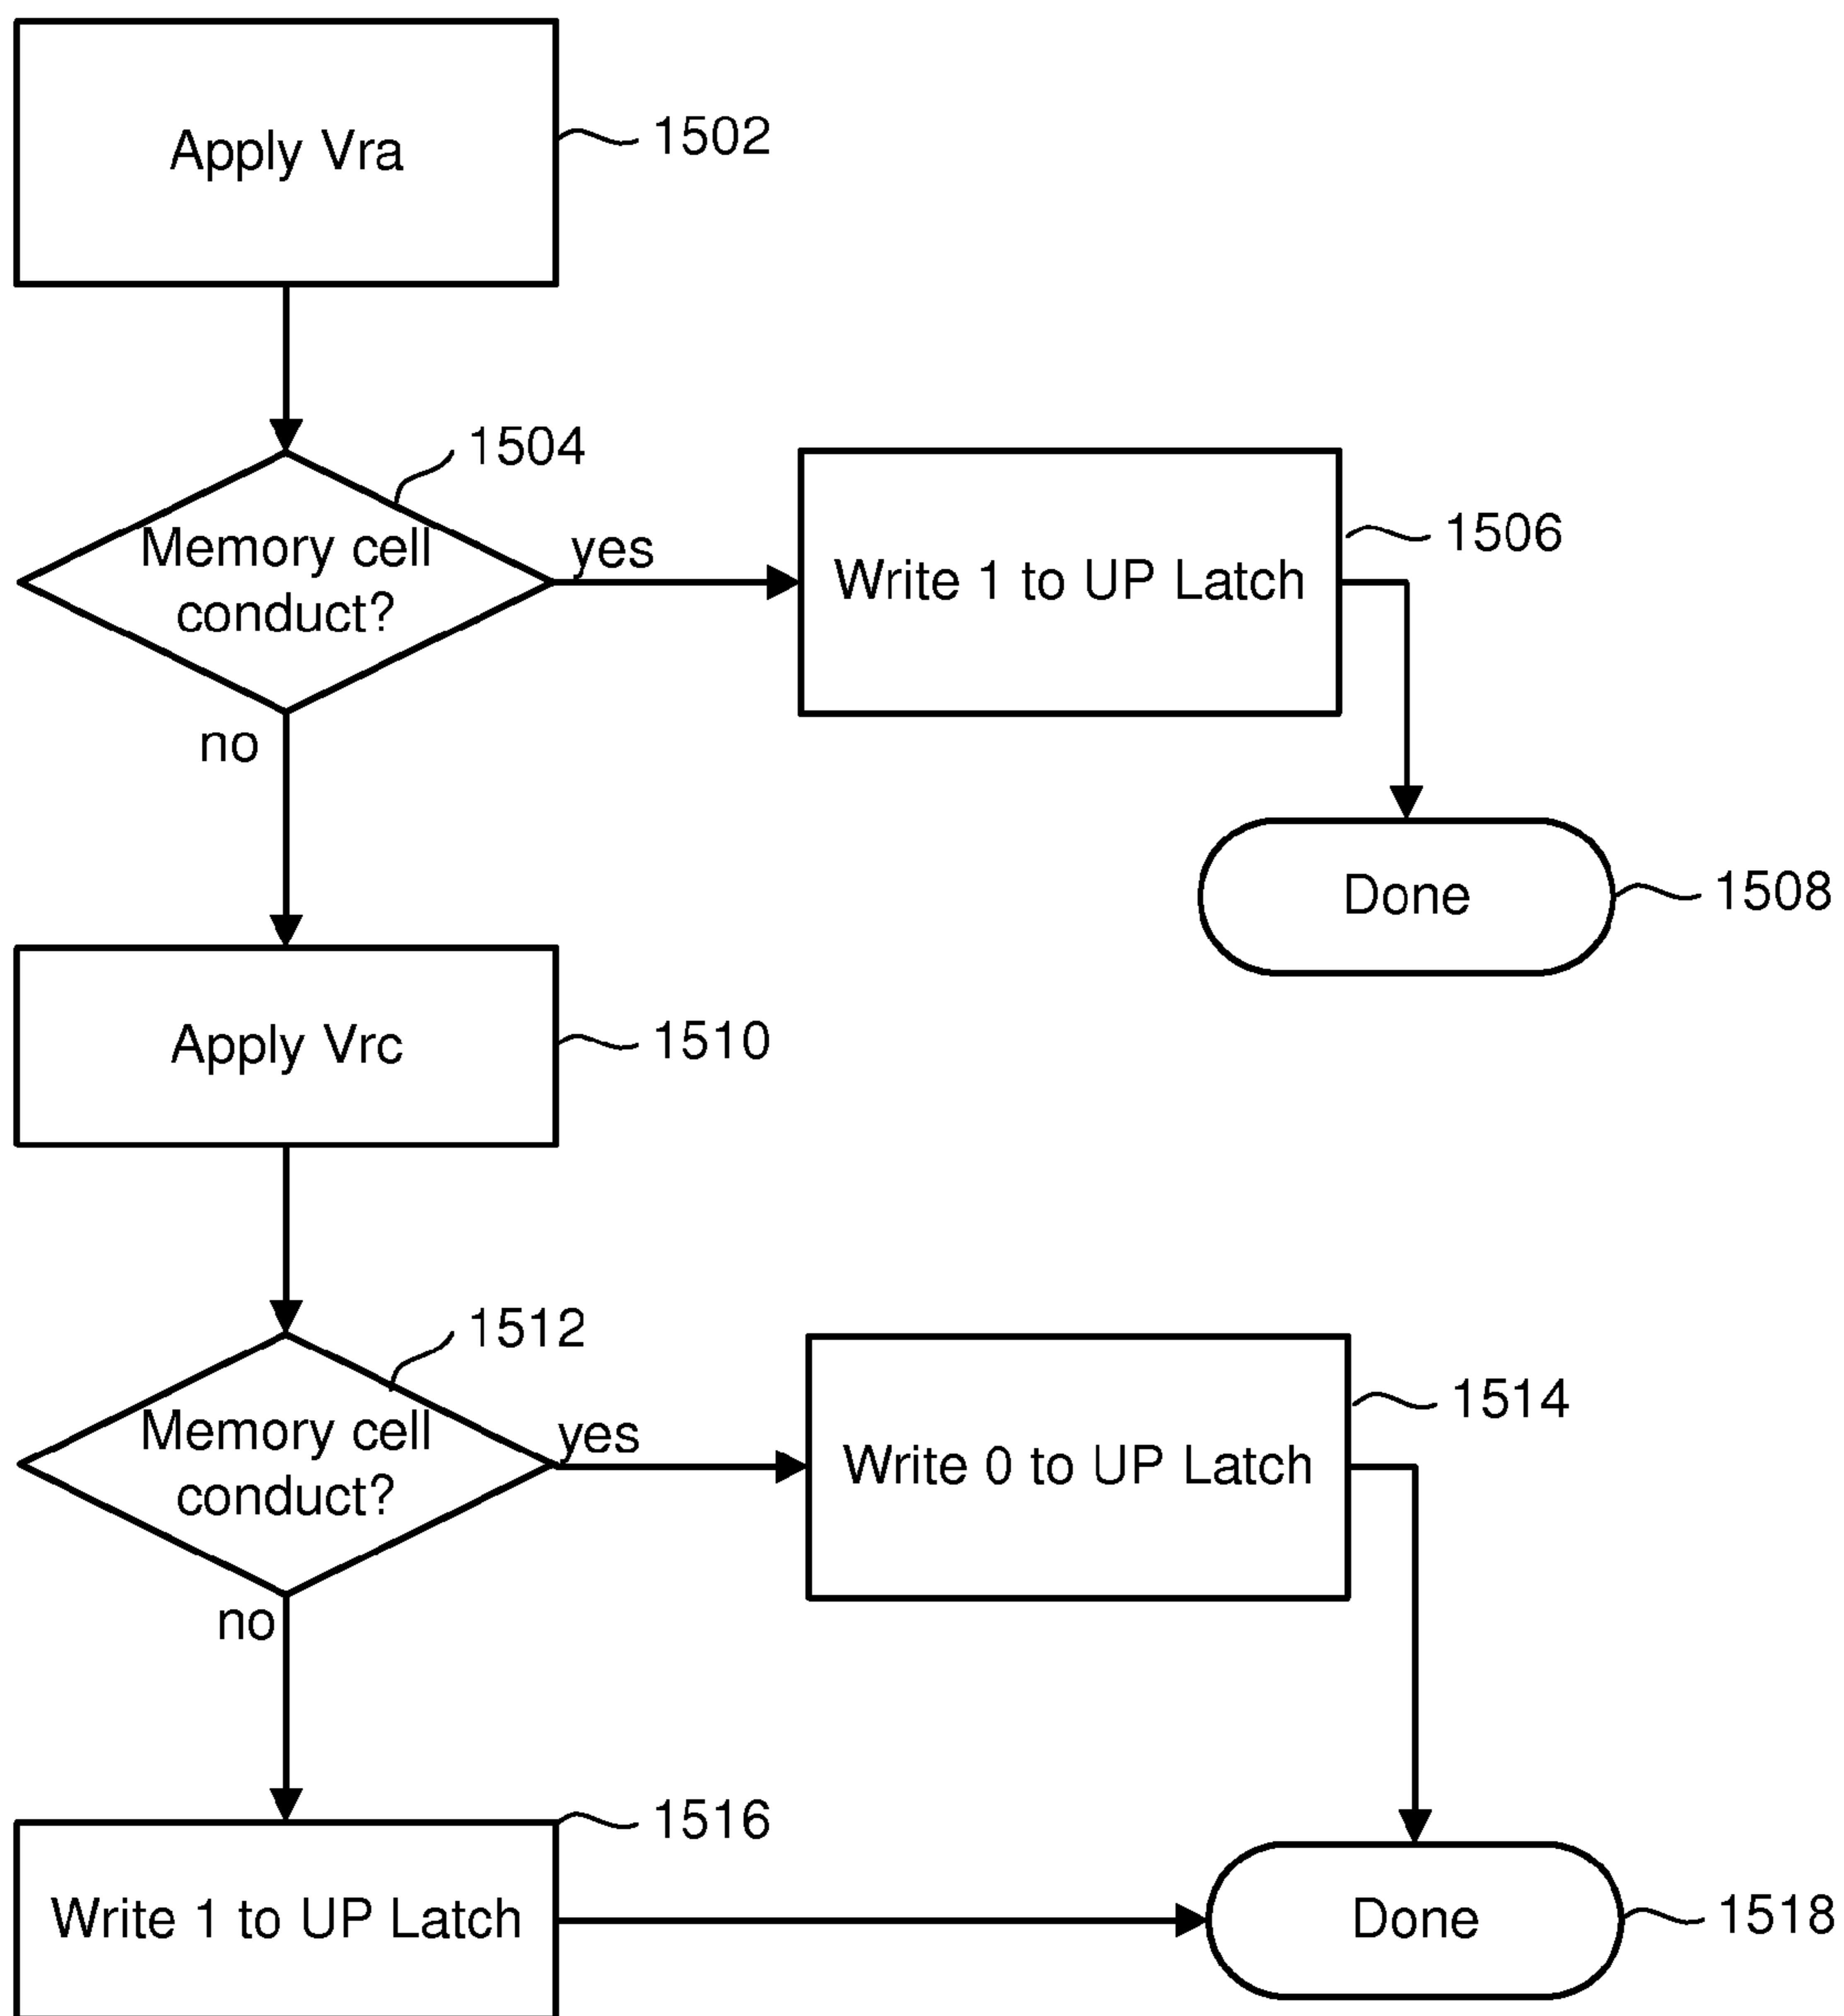 Apply Vra
1502
1504
Memory cell
conduct?
yes
Write 1 to UP Latch
1506
no
Done
1508
Apply Vrc
1510
1512
Memory cell
conduct?
yes
Write 0 to UP Latch
1514
no
1516
Write 1 to UP Latch
Done
1518